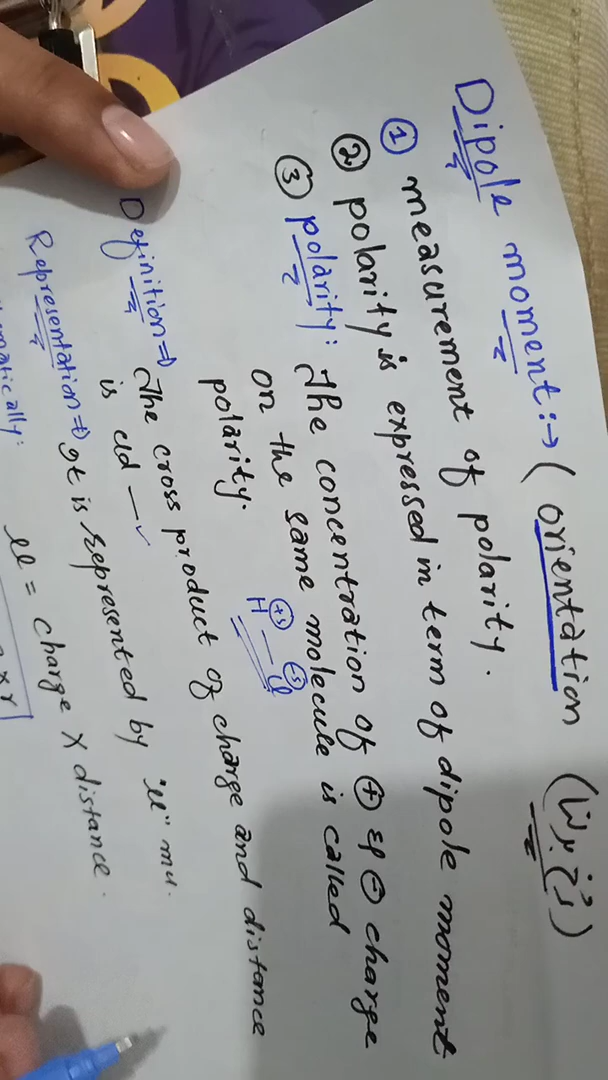 Dipole moment:→ (orientation
① measurement of polarity.
② polarity is expressed in term of dipole moment
③ polarity: The concentration of ⊕ & ⊖ charge
on the same molecule is called
polarity.
H — Cl
+δ -δ
Definition ⇒ The cross product of charge and distance
is cld —
Representation ⇒ It is represented by "µ" mu.
matically:
µ = charge × distance.
× r